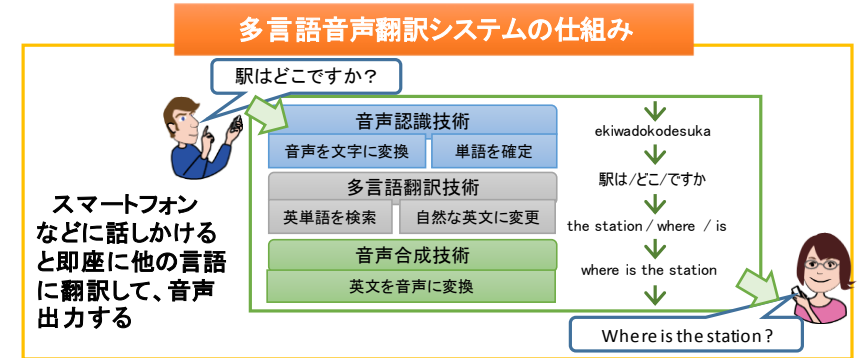 多言語音声翻訳システムの仕組み
駅はどこですか？
音声認識技術
音声を文字に変換
単語を確定
多言語翻訳技術
英単語を検索
自然な英文に変更
音声合成技術
英文を音声に変換
ekiwadokodesuka
駅は/どこ/ですか
the station / where / is
where is the station
スマートフォン
などに話しかける
と即座に他の言語
に翻訳して、音声
出力する
Where is the station？